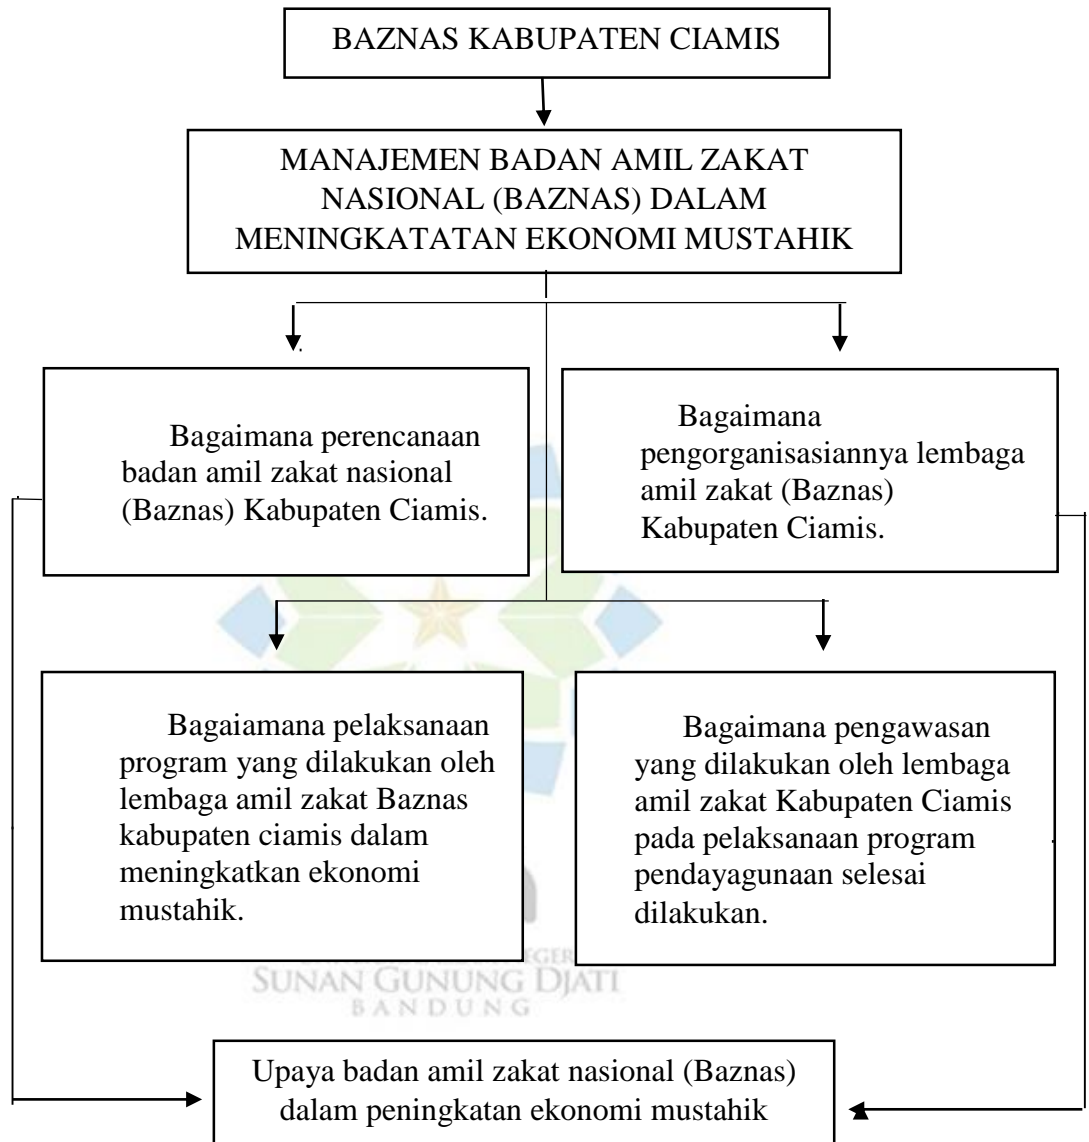 BAZNAS KABUPATEN CIAMIS
MANAJEMEN BADAN AMIL ZAKAT
NASIONAL (BAZNAS) DALAM
MENINGKATATAN EKONOMI MUSTAHIK
Bagaimana perencanaan
badan amil zakat nasional
(Baznas) Kabupaten Ciamis.
Bagaimana
pengorganisasiannya lembaga
amil zakat (Baznas)
Kabupaten Ciamis.
Bagaiamana pelaksanaan
program yang dilakukan oleh
lembaga amil zakat Baznas
kabupaten ciamis dalam
meningkatkan ekonomi
mustahik.
Bagaimana pengawasan
yang dilakukan oleh lembaga
amil zakat Kabupaten Ciamis
pada pelaksanaan program
pendayagunaan selesai
dilakukan.
SUNAN GUNUNG DJATI
BANDUNG
Upaya badan amil zakat nasional (Baznas)
dalam peningkatan ekonomi mustahik